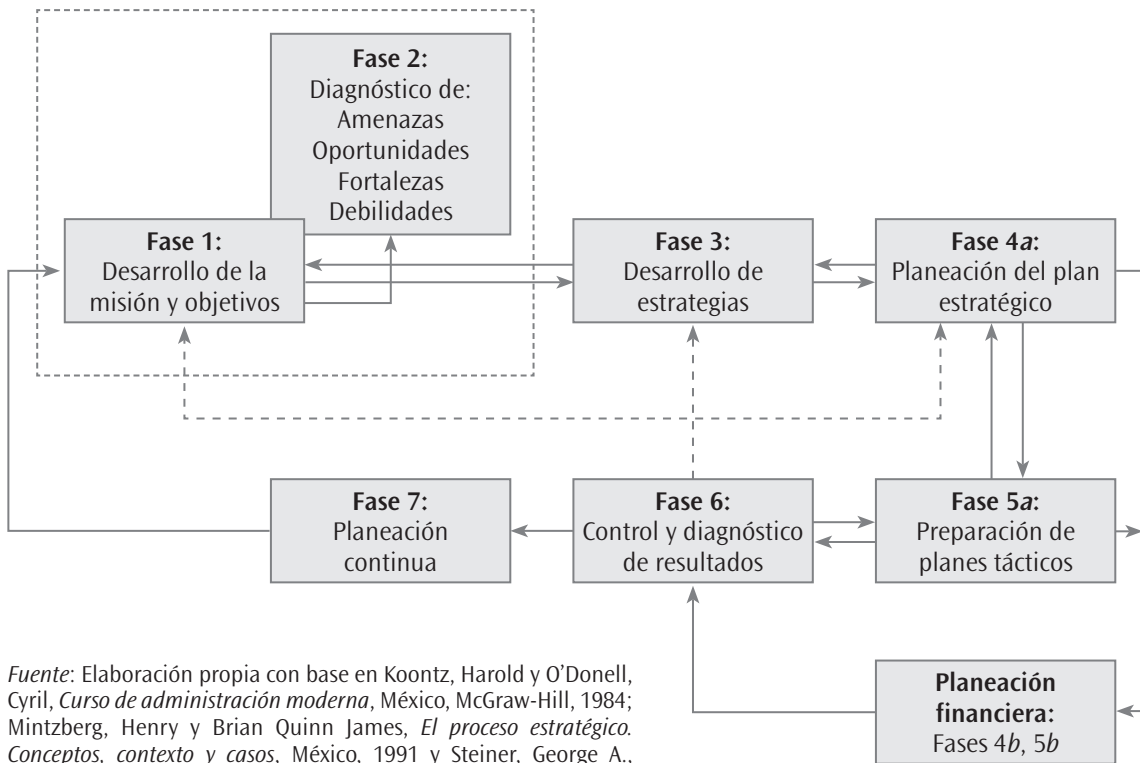 Fase 2:
Diagnóstico de:
Amenazas
Oportunidades
Fortalezas
Debilidades
Fase 1:
Desarrollo de la
misión y objetivos
Fase 3:
Desarrollo de
estrategias
Fase 4a:
Planeación del plan
estratégico
Fase 7:
Planeación
continua
Fase 6:
Control y diagnóstico
de resultados
Fase 5a:
Preparación de
planes tácticos
Planeación
financiera:
Fases 4b, 5b
Fuente: Elaboración propia con base en Koontz, Harold y O'Donell,
Cyril, Curso de administración moderna, México, McGraw-Hill, 1984;
Mintzberg, Henry y Brian Quinn James, El proceso estratégico.
Conceptos, contexto y casos, México, 1991 y Steiner, George A.,